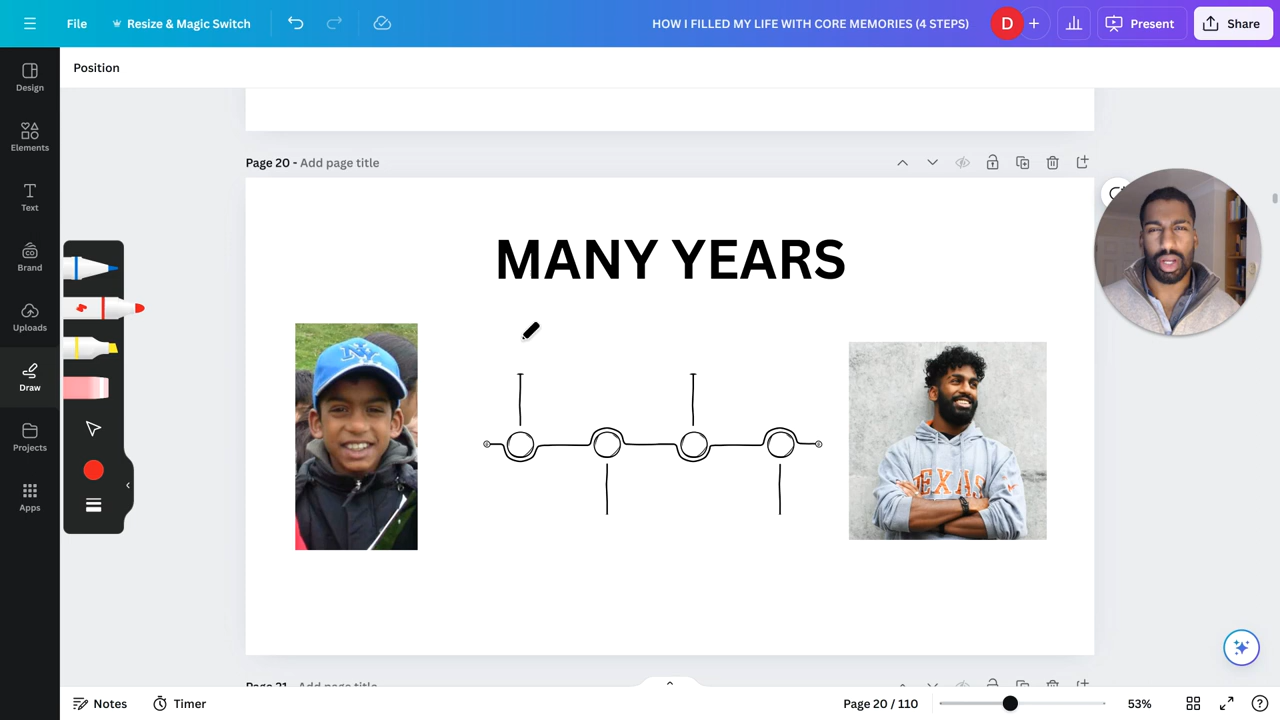 File
Resize & Magic Switch
HOW I FILLED MY LIFE WITH CORE MEMORIES (4 STEPS)
D
+
Present
Share
Position
Design
Elements
Text
Brand
Uploads
Draw
Projects
Apps
Page 20 - Add page title
MANY YEARS
NY
TEXAS
Notes
Timer
Page 20 / 110
53%